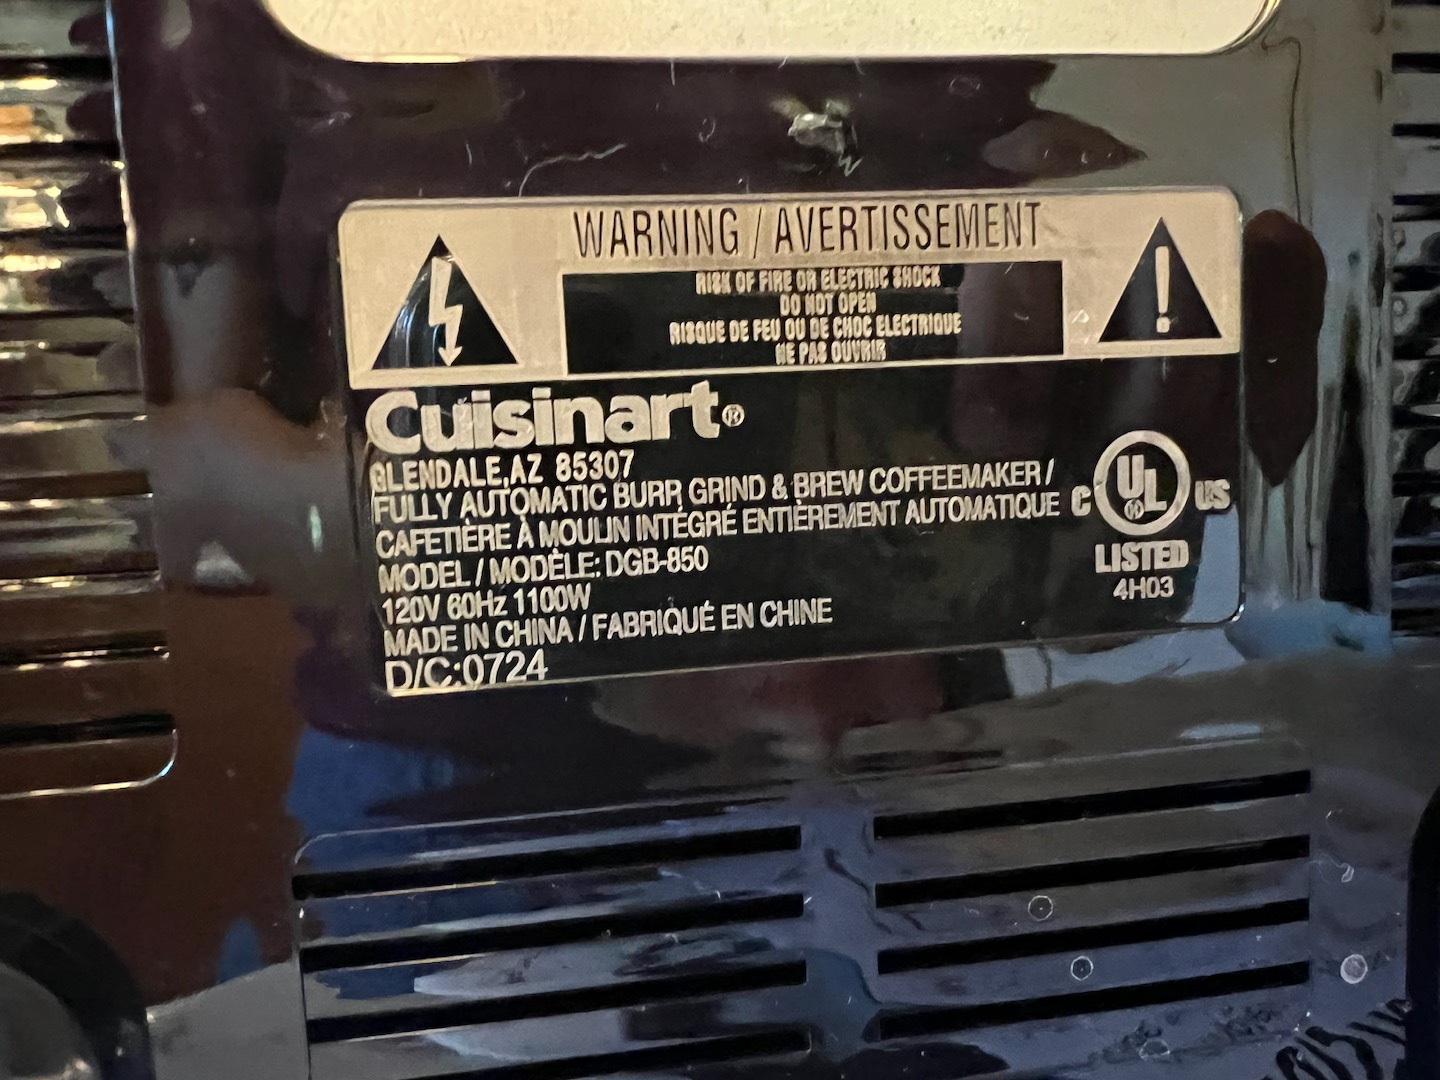 WARNING / AVERTISSEMENT
RISK OF FIRE OR ELECTRIC SHOCK
DO NOT OPEN
RISQUE DE FEU OU DE CHOC ELECTRIQUE
NE PAS OUVRIR
Cuisinart®
GLENDALE, AZ 85307
FULLY AUTOMATIC BURR GRIND & BREW COFFEEMAKER /
CAFETIÈRE À MOULIN INTÉGRÉ ENTIÈREMENT AUTOMATIQUE
MODEL / MODÈLE: DGB-850
120V 60Hz 1100W
MADE IN CHINA / FABRIQUÉ EN CHINE
D/C:0724
C UL US
LISTED
4H03